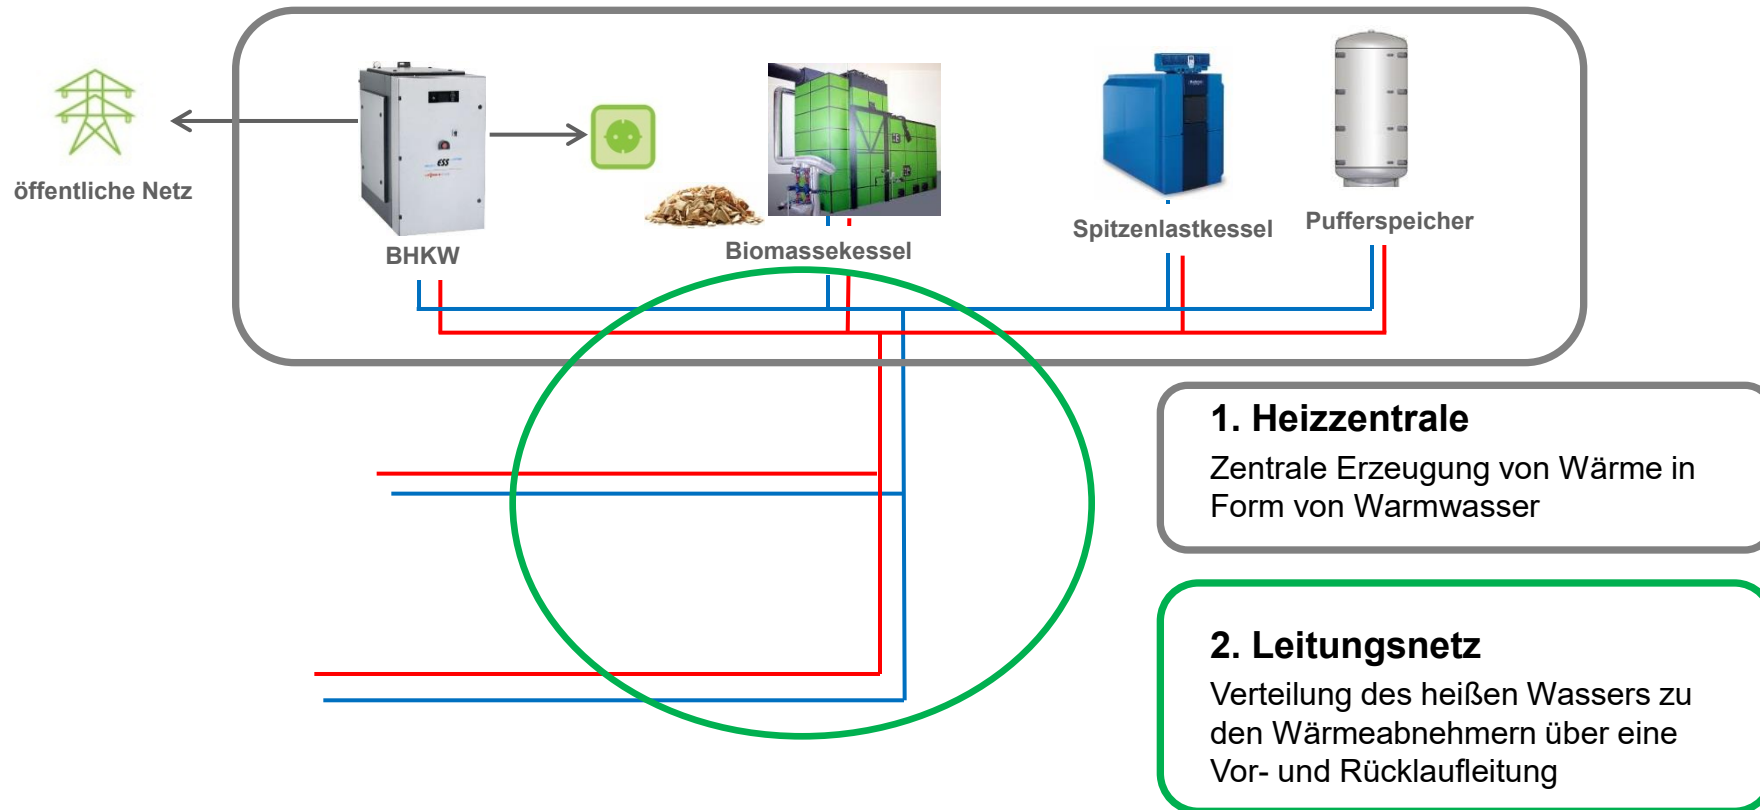 öffentliche Netz
BHKW
ess
Biomassekessel
Spitzenlastkessel
Pufferspeicher
1. Heizzentrale
Zentrale Erzeugung von Wärme in
Form von Warmwasser
2. Leitungsnetz
Verteilung des heißen Wassers zu
den Wärmeabnehmern über eine
Vor- und Rücklaufleitung